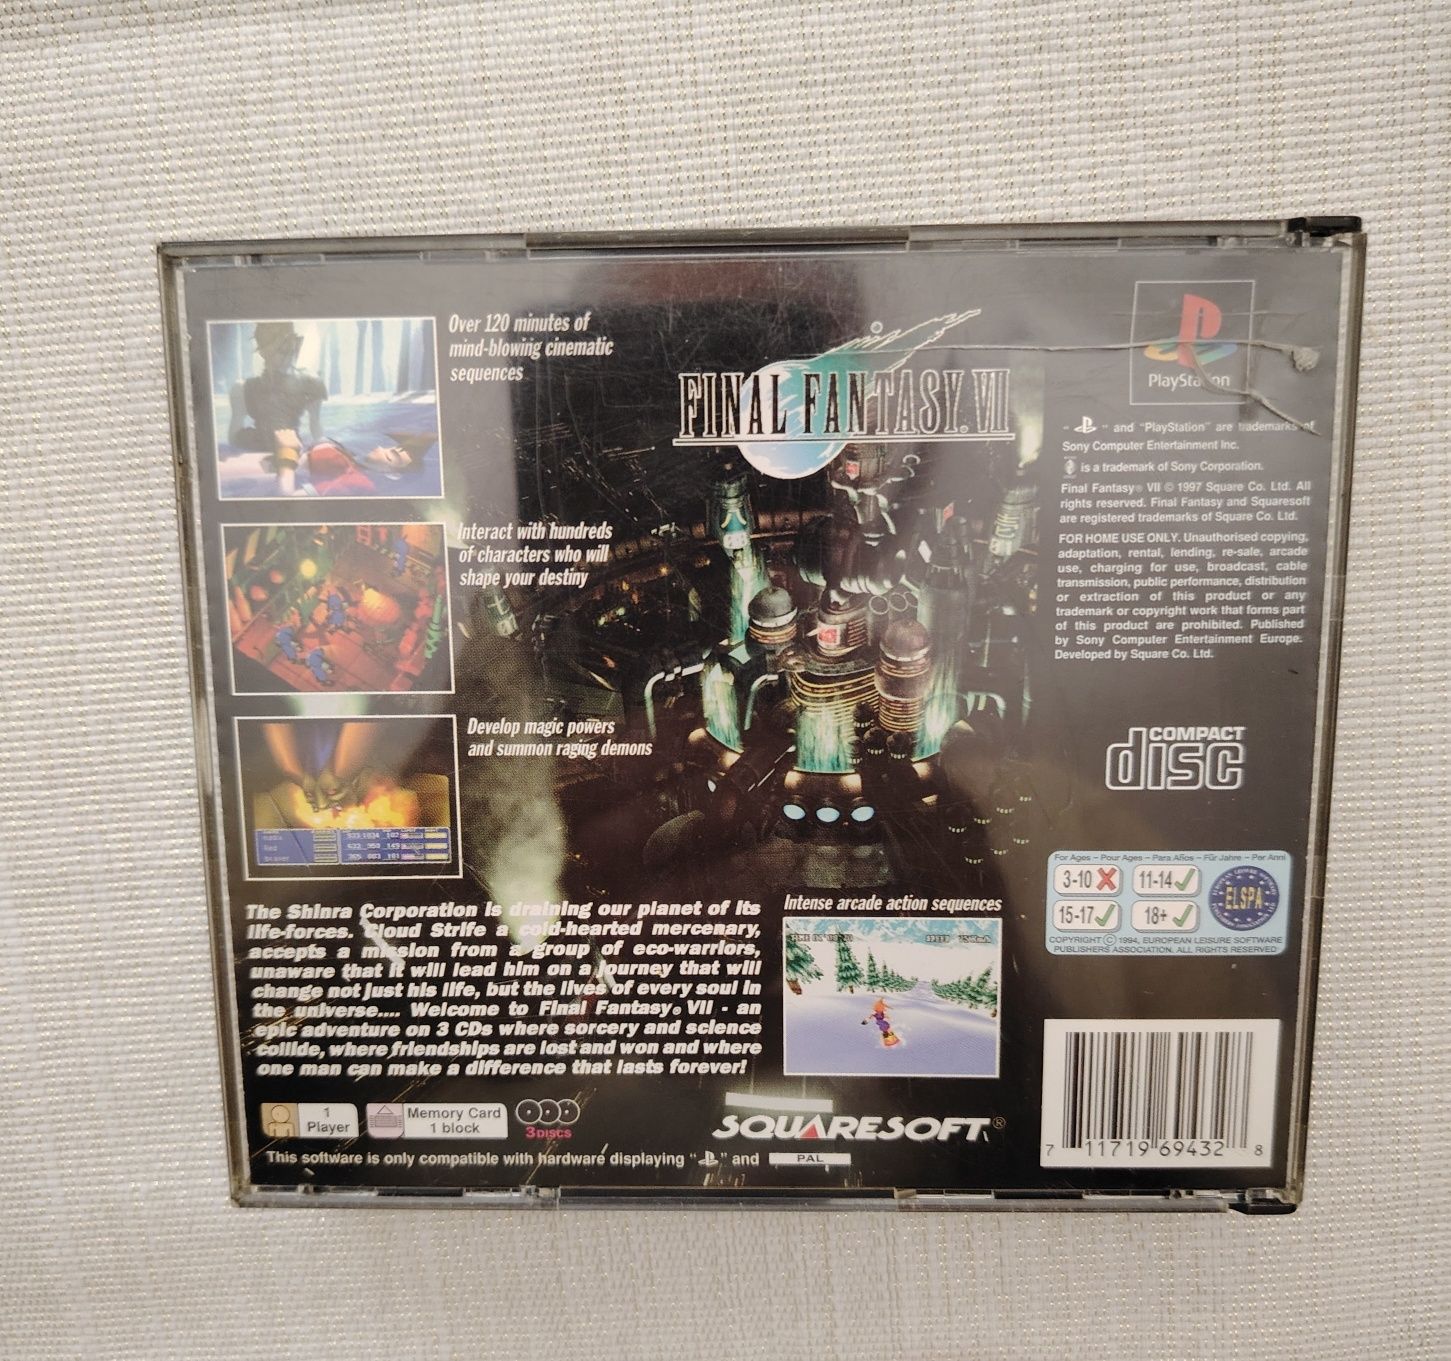 Over 120 minutes of
mind-blowing cinematic
sequences
FINAL FANTASY. VII
PlayStation
Interact with hundreds
of characters who will
shape your destiny
Develop magic powers
and summon raging demons
" " and "PlayStation" are trademarks of
Sony Computer Entertainment Inc.
is a trademark of Sony Corporation.
Final Fantasy® VII © 1997 Square Co. Ltd. All
rights reserved. Final Fantasy and Squaresoft
are registered trademarks of Square Co. Ltd.
FOR HOME USE ONLY. Unauthorised copying,
adaptation, rental, lending, re-sale, arcade
use, charging for use, broadcast, cable
transmission, public performance, distribution
or extraction of this product or any
trademark or copyright work that forms part
of this product are prohibited. Published
by Sony Computer Entertainment Europe.
Developed by Square Co. Ltd.
COMPACT
disc
For Ages – Pour Ages – Para Años – Für Jahre – Per Anni
3-10 11-14
15-17 18+
ELSPA
COPYRIGHT © 1994, EUROPEAN LEISURE SOFTWARE
PUBLISHERS ASSOCIATION. ALL RIGHTS RESERVED
The Shinra Corporation is draining our planet of its
life-forces. Cloud Strife a cold-hearted mercenary,
accepts a mission from a group of eco-warriors,
unaware that it will lead him on a journey that will
change not just his life, but the lives of every soul in
the universe.... Welcome to Final Fantasy® VII - an
epic adventure on 3 CDs where sorcery and science
collide, where friendships are lost and won and where
one man can make a difference that lasts forever!
Intense arcade action sequences
1
Player
Memory Card
1 block
3 DISCS
SQUARESOFT®
This software is only compatible with hardware displaying " " and PAL
7 11719 69432 8